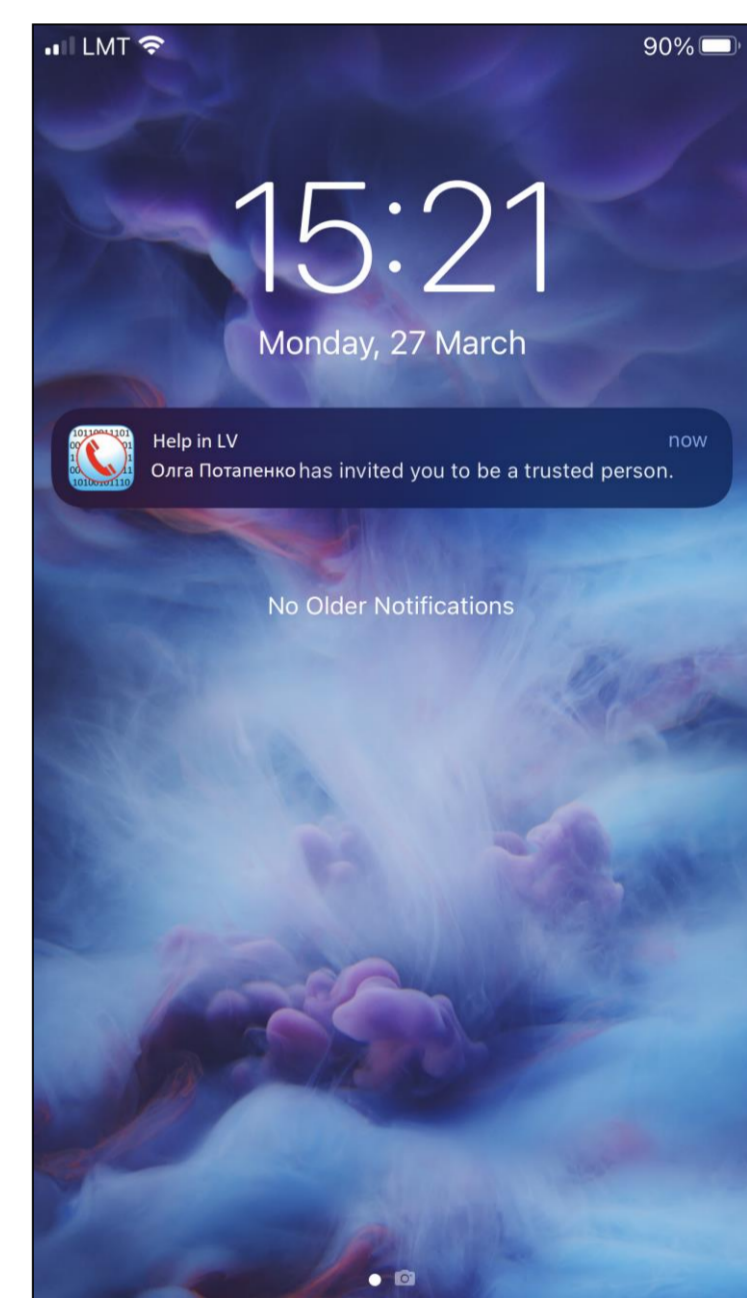 LMT 90%
15:21
Monday, 27 March
Help in LV now
Олга Потапенко has invited you to be a trusted person.
No Older Notifications